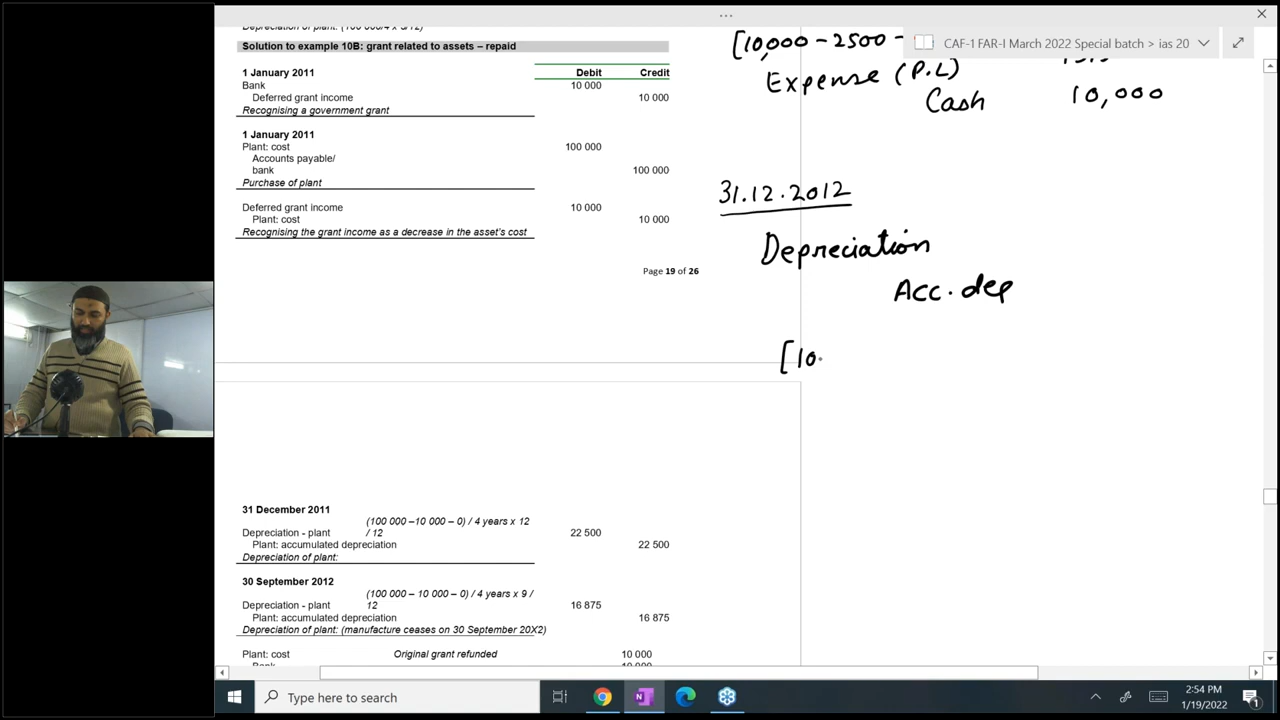 CAF-1 FAR-I March 2022 Special batch > ias 20
Solution to example 10B: grant related to assets – repaid
1 January 2011 Debit Credit
Bank 10 000
Deferred grant income 10 000
Recognising a government grant
1 January 2011
Plant: cost 100 000
Accounts payable/
bank 100 000
Purchase of plant
Deferred grant income 10 000
Plant: cost 10 000
Recognising the grant income as a decrease in the asset's cost
Page 19 of 26
31 December 2011
(100 000 –10 000 – 0) / 4 years x 12
Depreciation - plant / 12 22 500
Plant: accumulated depreciation 22 500
Depreciation of plant:
30 September 2012
(100 000 – 10 000 – 0) / 4 years x 9 /
Depreciation - plant 12 16 875
Plant: accumulated depreciation 16 875
Depreciation of plant: (manufacture ceases on 30 September 20X2)
Plant: cost Original grant refunded 10 000
[10,000 - 2500 -
Expense (P.L)
Cash 10,000
31.12.2012
Depreciation
Acc. dep
[10
Type here to search
2:54 PM
1/19/2022